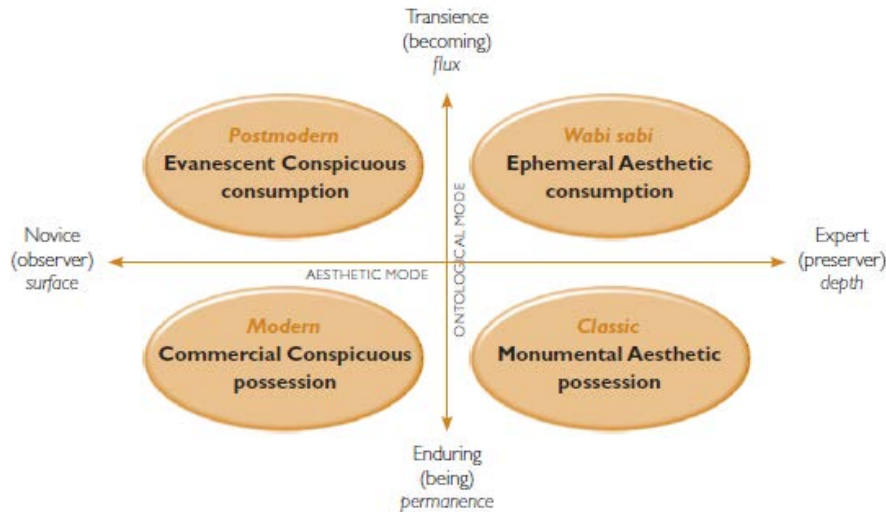 Transience
(becoming)
flux
Postmodern
Evanescent Conspicuous
consumption
Wabi sabi
Ephemeral Aesthetic
consumption
Novice
(observer)
surface
AESTHETIC MODE
ONTOLOGICAL MODE
Expert
(preserver)
depth
Modern
Commercial Conspicuous
possession
Classic
Monumental Aesthetic
possession
Enduring
(being)
permanence